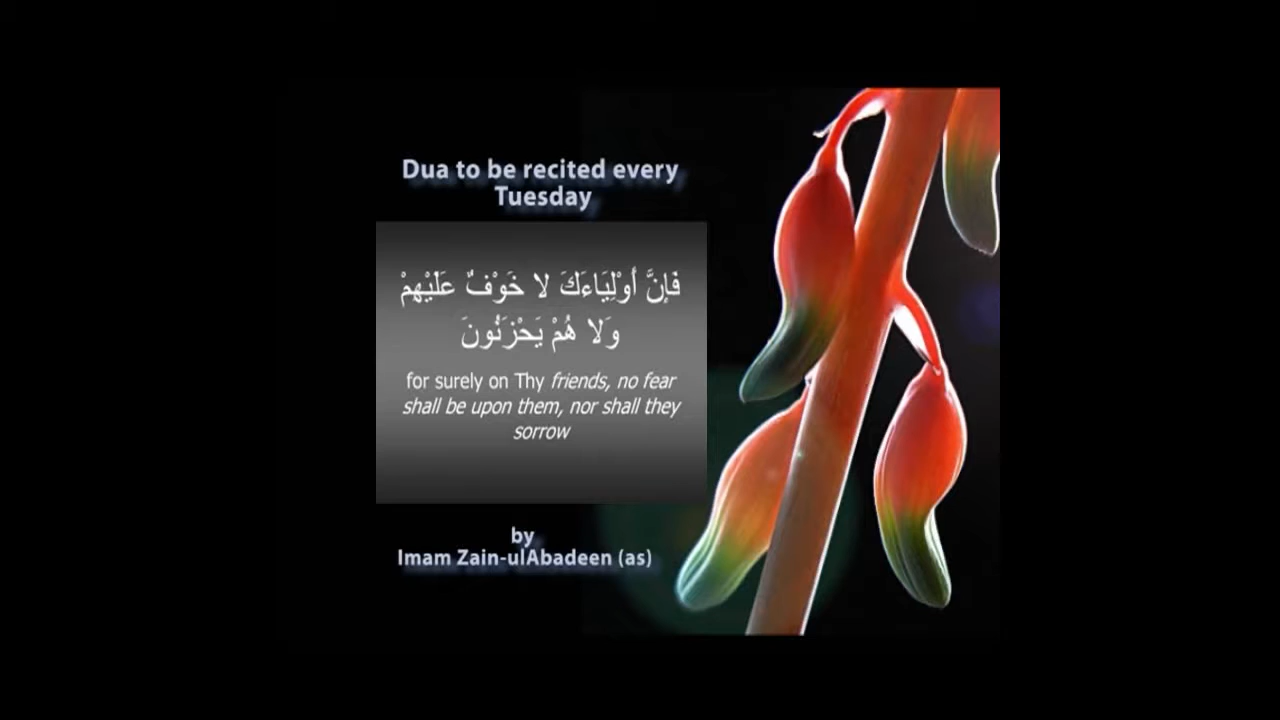 Dua to be recited every
Tuesday
فَإِنَّ أَوْلِيَاءَكَ لا خَوْفٌ عَلَيْهِمْ
وَلا هُمْ يَحْزَنُونَ
for surely on Thy friends, no fear
shall be upon them, nor shall they
sorrow
by
Imam Zain-ulAbadeen (as)